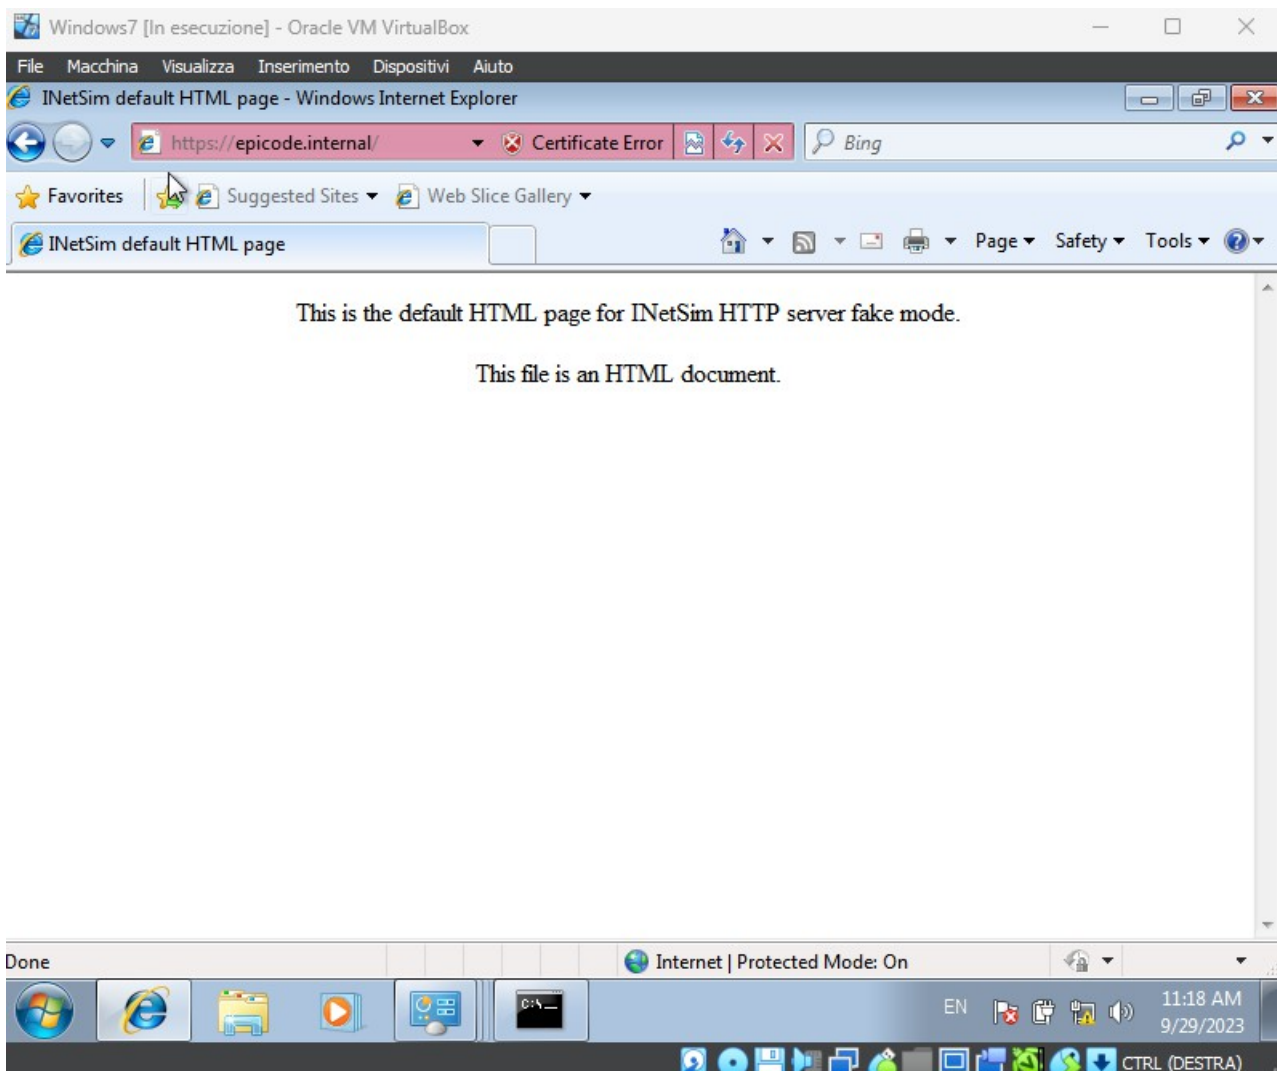 Windows7 [In esecuzione] - Oracle VM VirtualBox
File Macchina Visualizza Inserimento Dispositivi Aiuto
INetSim default HTML page - Windows Internet Explorer
https://epicode.internal/ Certificate Error Bing
Favorites Suggested Sites Web Slice Gallery
INetSim default HTML page Page Safety Tools
This is the default HTML page for INetSim HTTP server fake mode.
This file is an HTML document.
Done Internet | Protected Mode: On
C:\_
EN 11:18 AM
9/29/2023
CTRL (DESTRA)